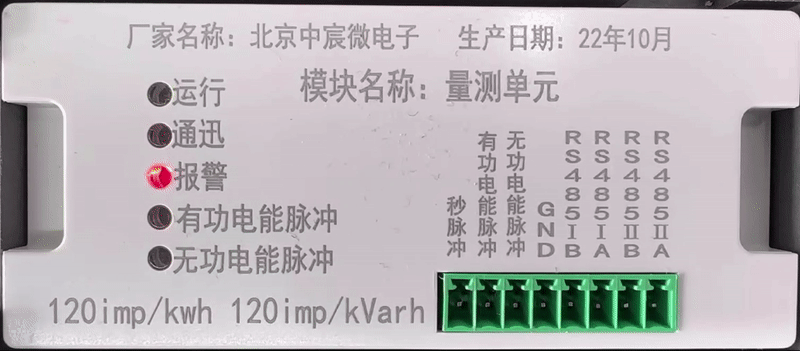 厂家名称：北京中宸微电子 生产日期：22年10月
模块名称：量测单元
运行
通迅
报警
有功电能脉冲
无功电能脉冲
秒脉冲
有功电能脉冲
无功电能脉冲
GND
RS485ⅠB
RS485ⅠA
RS485ⅡB
RS485ⅡA
120imp/kwh 120imp/kVarh